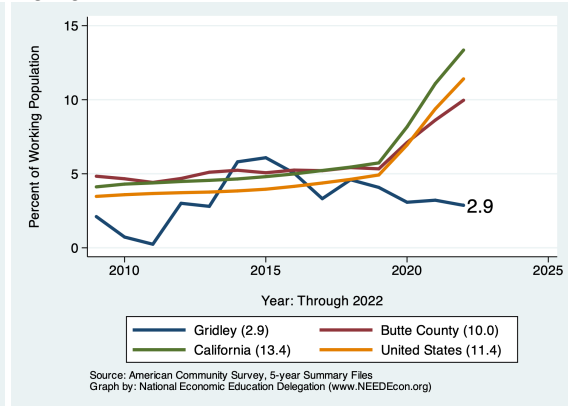 Percent of Working Population
15
10
5
0
2.9
2010
2015
2020
2025
Year: Through 2022
Gridley (2.9)
Butte County (10.0)
California (13.4)
United States (11.4)
Source: American Community Survey, 5-year Summary Files
Graph by: National Economic Education Delegation (www.NEEDEcon.org)